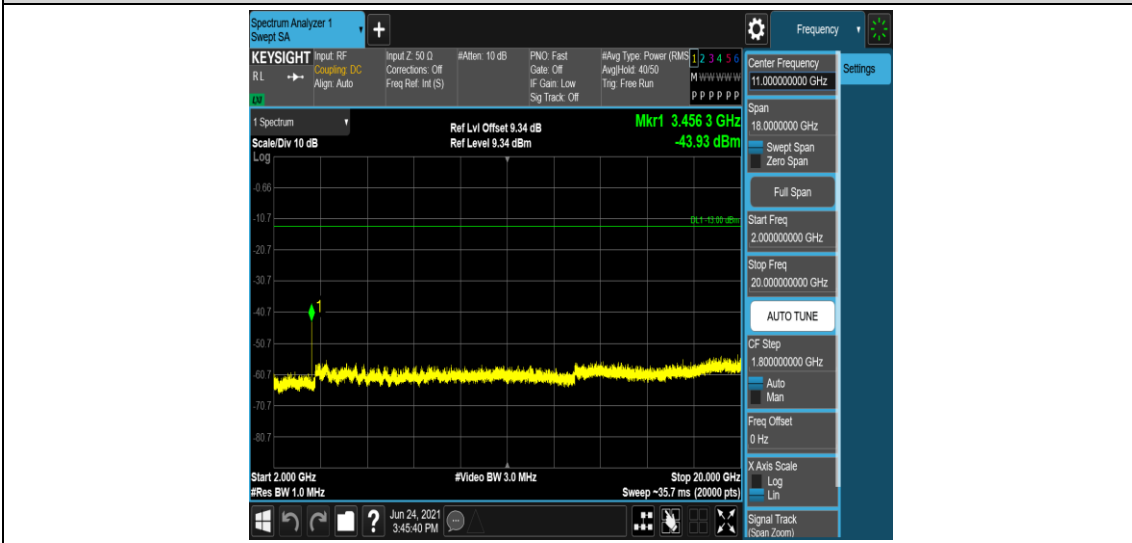 Spectrum Analyzer 1
Swept SA
+
Frequency
KEYSIGHT
RL
LXI
Input: RF
Coupling: DC
Align: Auto
Input Z: 50 Ω
Corrections: Off
Freq Ref: Int (S)
#Atten: 10 dB
PNO: Fast
Gate: Off
IF Gain: Low
Sig Track: Off
#Avg Type: Power (RMS
Avg|Hold: 40/50
Trig: Free Run
1 2 3 4 5 6
M W W W W W
P P P P P P
1 Spectrum
Scale/Div 10 dB
Log
Ref Lvl Offset 9.34 dB
Ref Level 9.34 dBm
Mkr1 3.456 3 GHz
-43.93 dBm
-0.66
-10.7
DL1 -13.00 dBm
-20.7
-30.7
-40.7
1
-50.7
-60.7
-70.7
-80.7
Start 2.000 GHz
#Res BW 1.0 MHz
#Video BW 3.0 MHz
Stop 20.000 GHz
Sweep ~35.7 ms (20000 pts)
Center Frequency
11.000000000 GHz
Settings
Span
18.0000000 GHz
Swept Span
Zero Span
Full Span
Start Freq
2.000000000 GHz
Stop Freq
20.000000000 GHz
AUTO TUNE
CF Step
1.800000000 GHz
Auto
Man
Freq Offset
0 Hz
X Axis Scale
Log
Lin
Signal Track
(Span Zoom)
?
Jun 24, 2021
3:45:40 PM